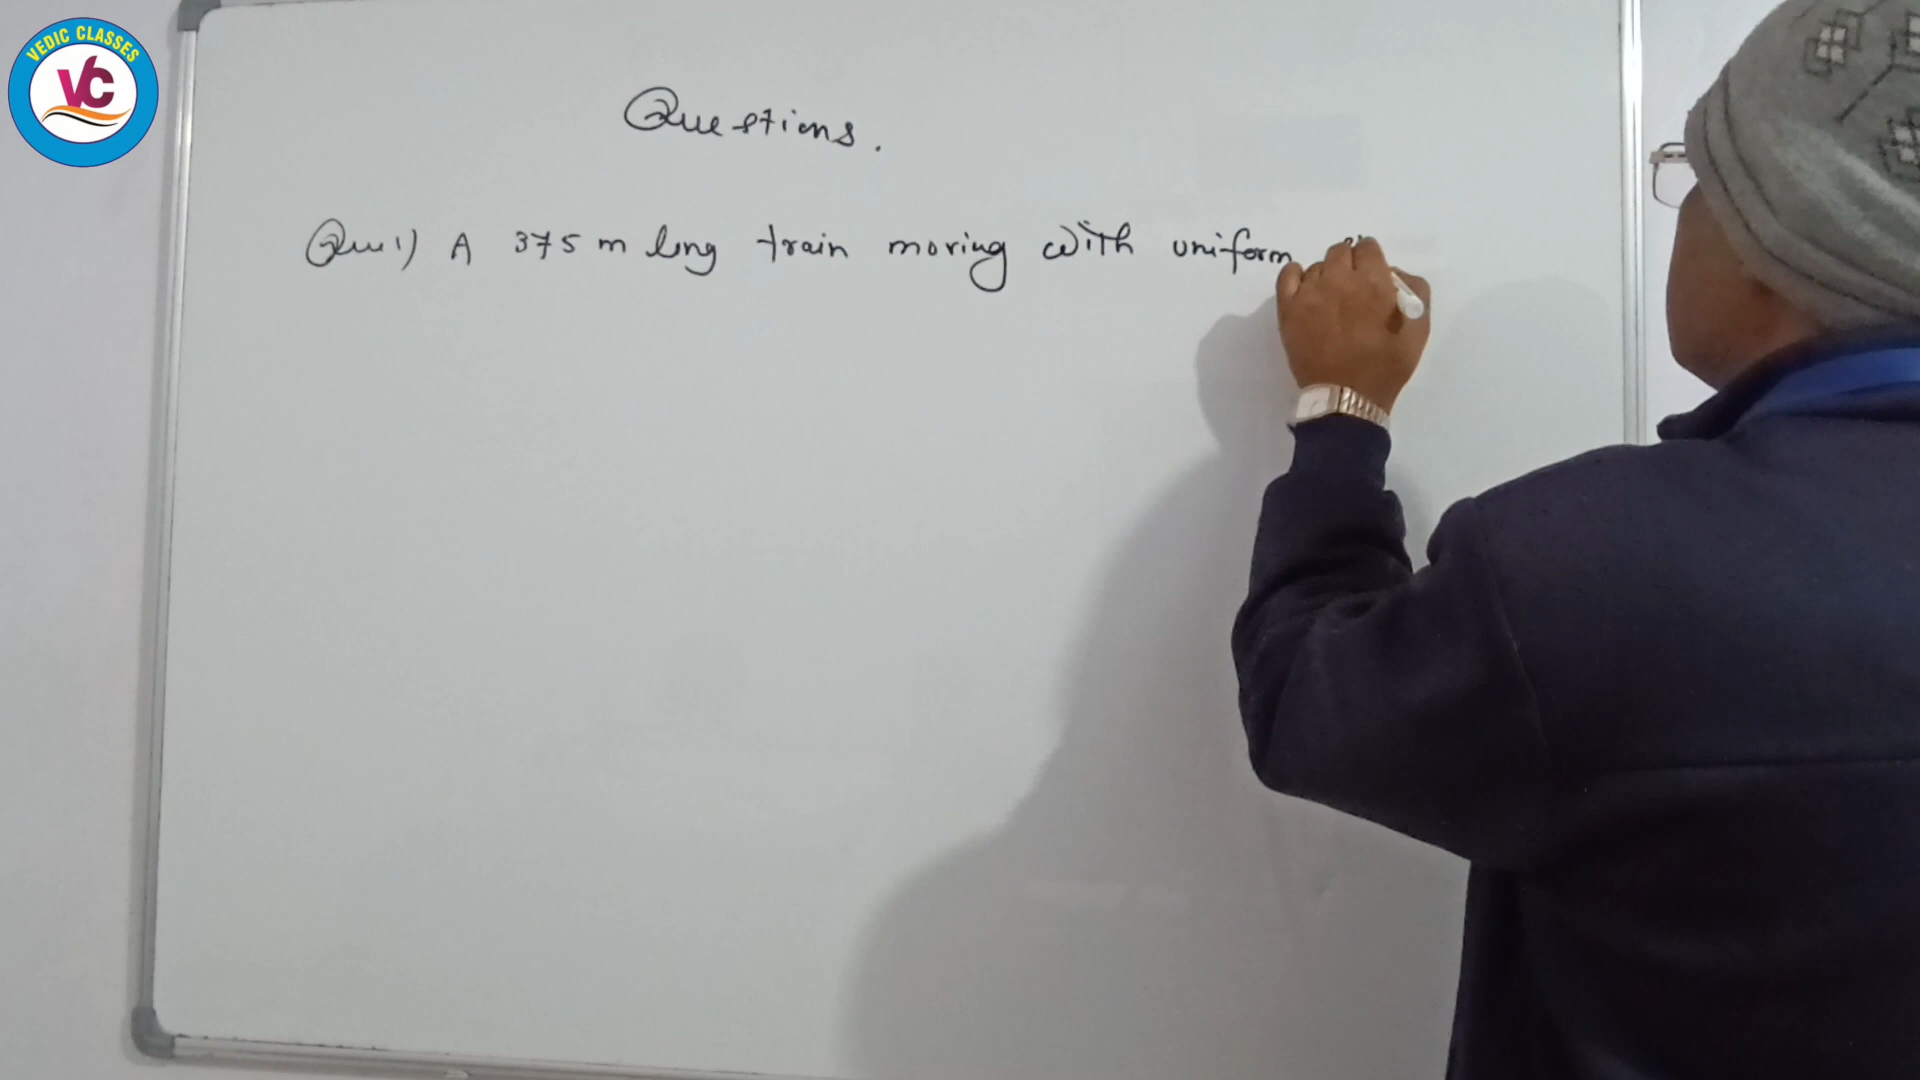 VEDIC CLASSES
VC
Questions.
Que 1) A 375 m long train moving with uniform